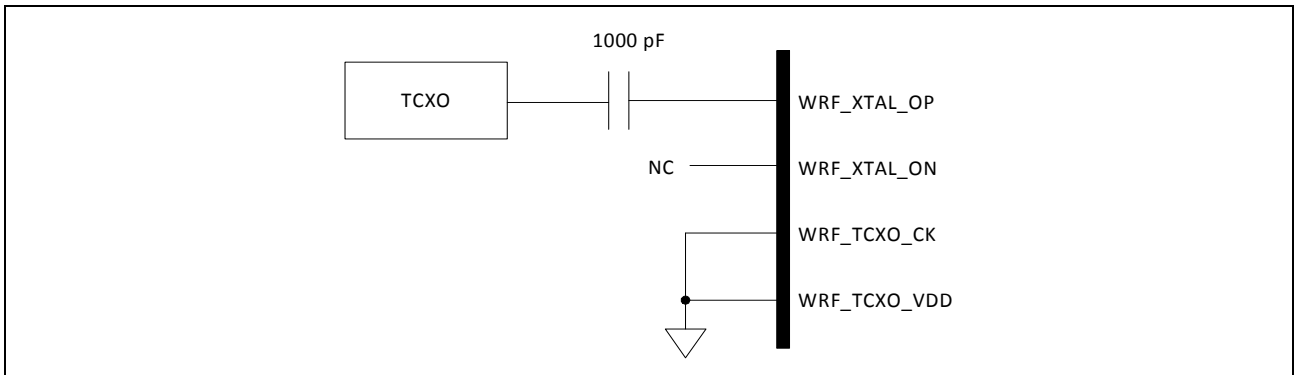 1000 pF
TCXO
WRF_XTAL_OP
NC
WRF_XTAL_ON
WRF_TCXO_CK
WRF_TCXO_VDD